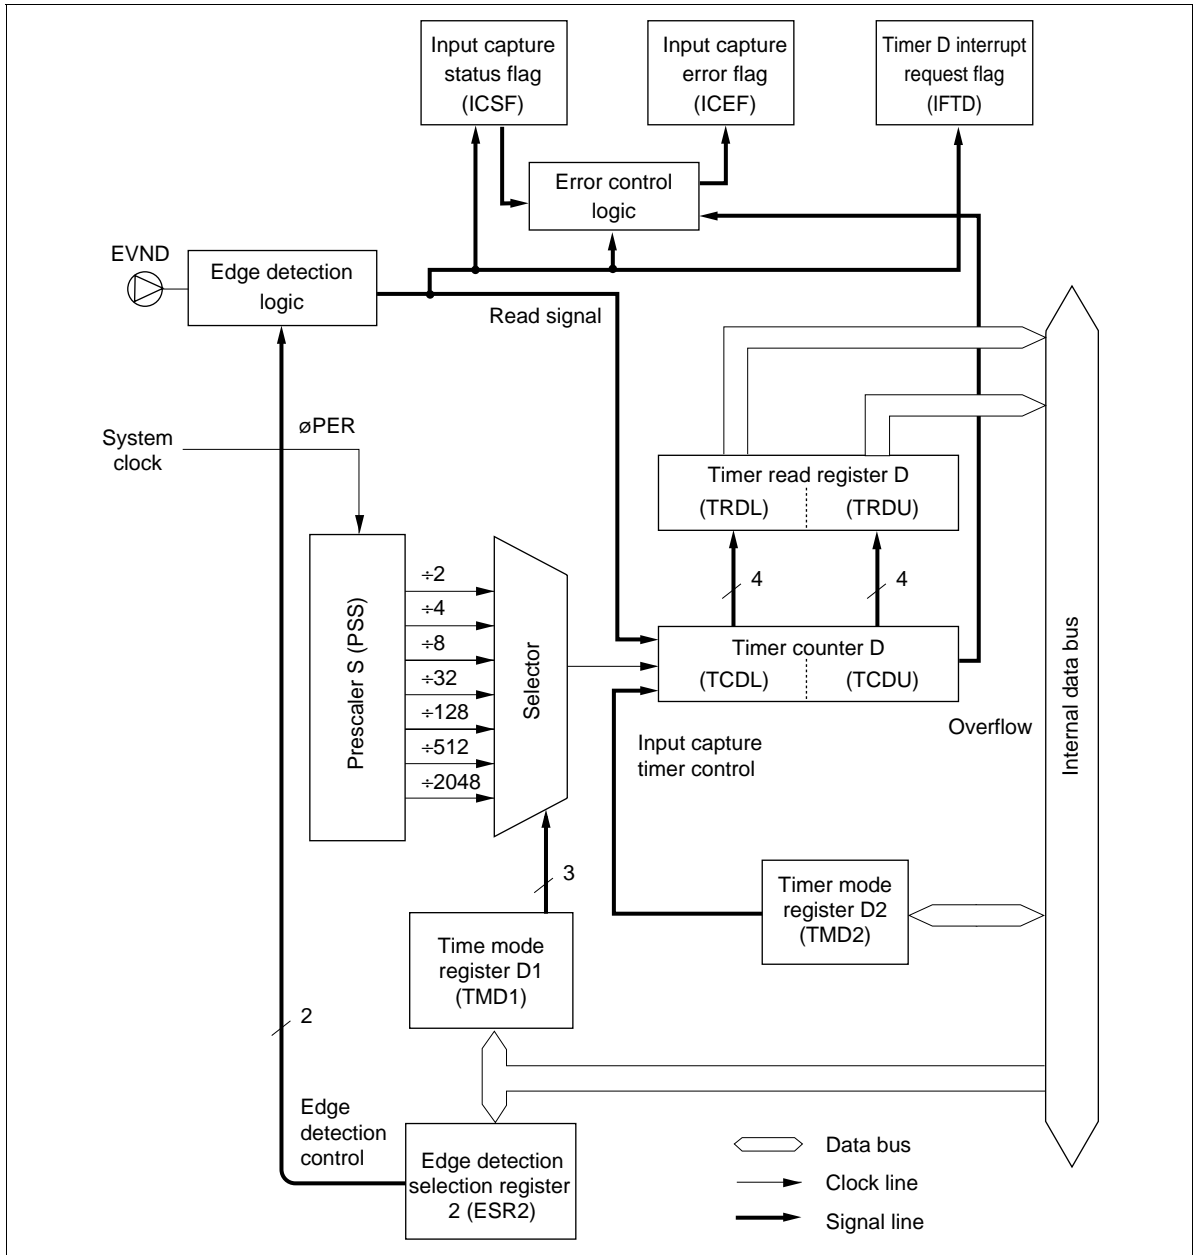 Input capture
status flag
(ICSF)
Input capture
error flag
(ICEF)
Timer D interrupt
request flag
(IFTD)
Error control
logic
EVND
Edge detection
logic
Read signal
øPER
System
clock
Timer read register D
(TRDL)
(TRDU)
4
4
Prescaler S (PSS)
÷2
÷4
÷8
÷32
÷128
÷512
÷2048
Selector
Timer counter D
(TCDL)
(TCDU)
Input capture
timer control
Overflow
Internal data bus
3
Timer mode
register D2
(TMD2)
Time mode
register D1
(TMD1)
2
Edge
detection
control
Edge detection
selection register
2 (ESR2)
Data bus
Clock line
Signal line